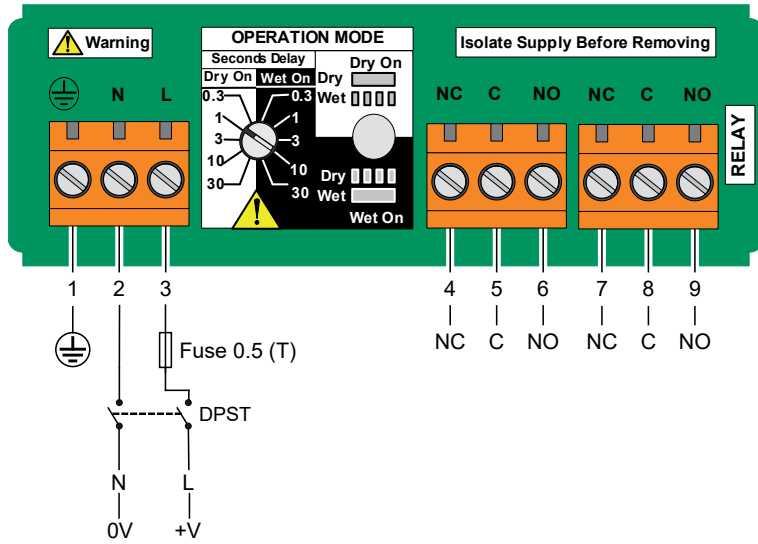 Warning
OPERATION MODE
Isolate Supply Before Removing
Seconds Delay
Dry On Wet On
Dry On
Dry
Wet
N L
NC C NO NC C NO
0.3 0.3
1 1
3 3
10 10
30 30
Dry
Wet
Wet On
RELAY
1 2 3 4 5 6 7 8 9
NC C NO NC C NO
Fuse 0.5 (T)
DPST
N L
0V +V